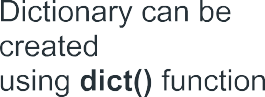 Dictionary can be
created
using dict() function